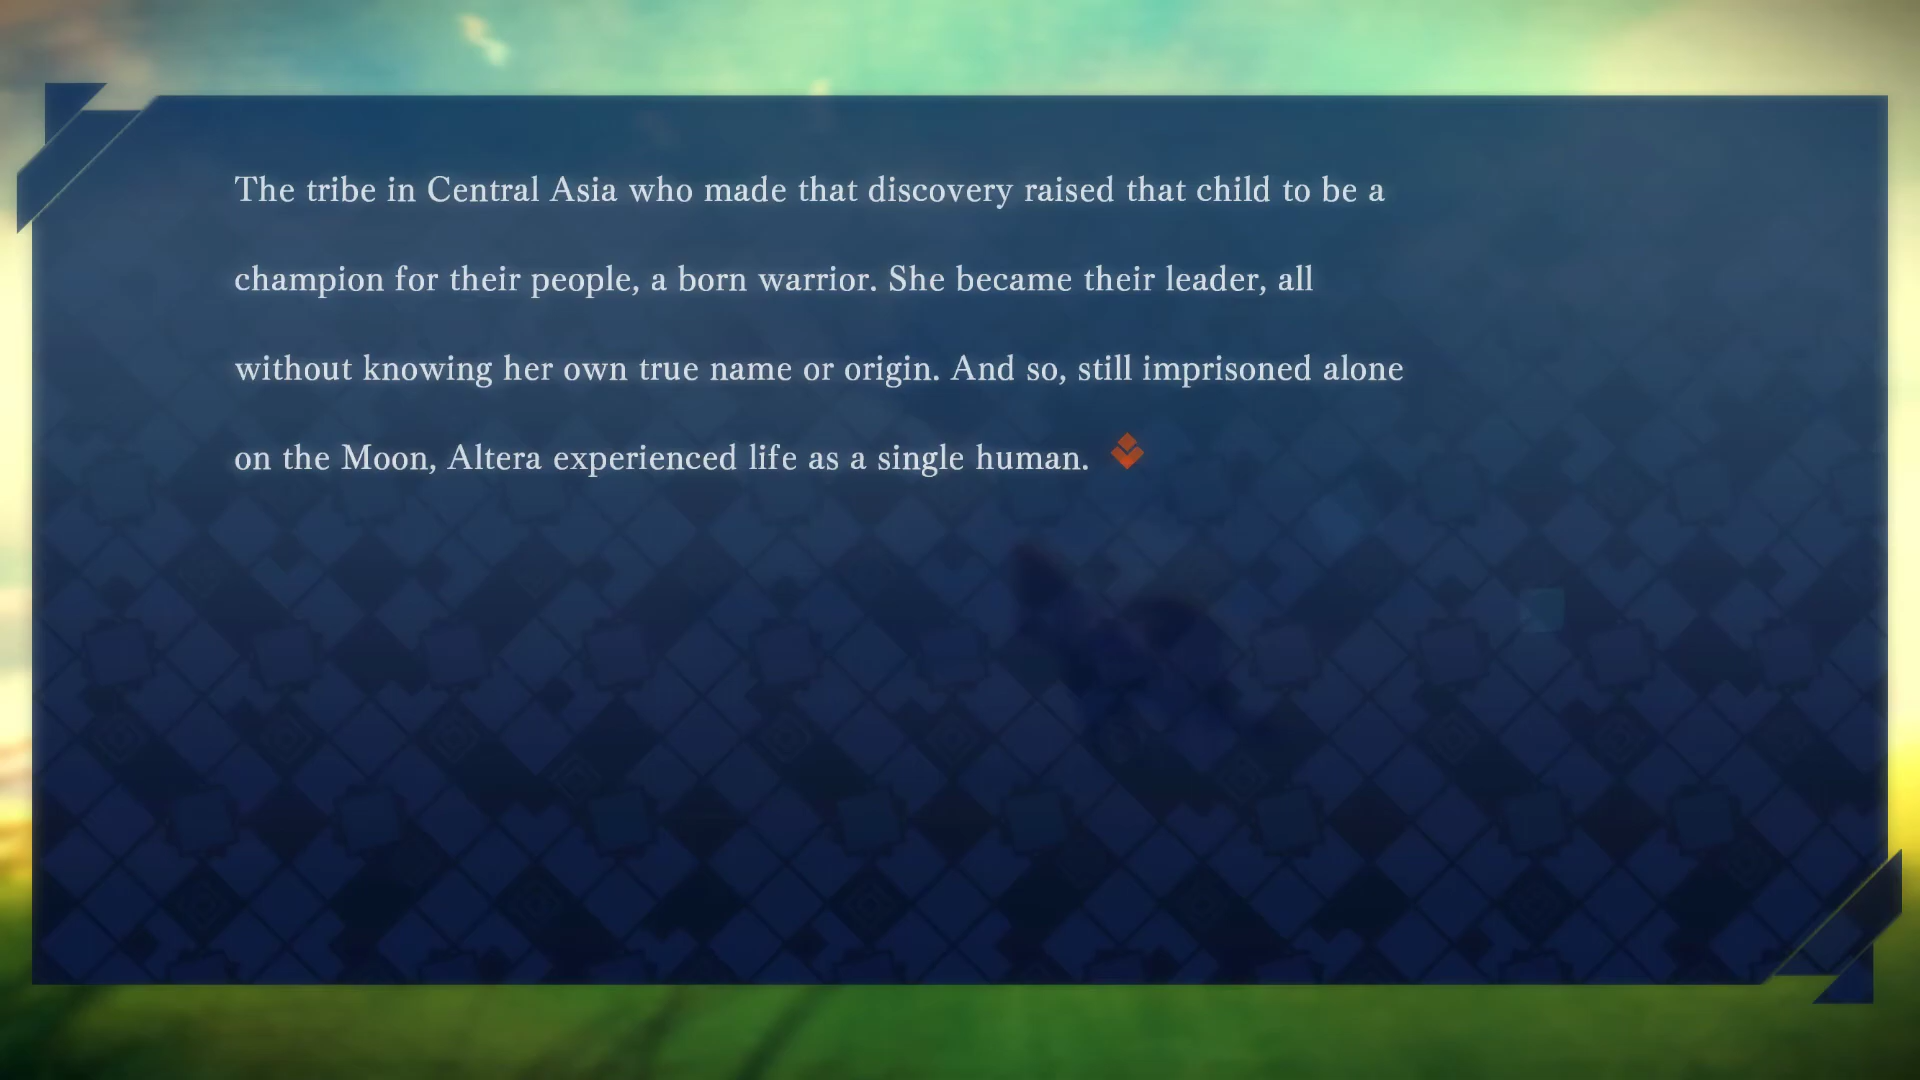 The tribe in Central Asia who made that discovery raised that child to be a
champion for their people, a born warrior. She became their leader, all
without knowing her own true name or origin. And so, still imprisoned alone
on the Moon, Altera experienced life as a single human.